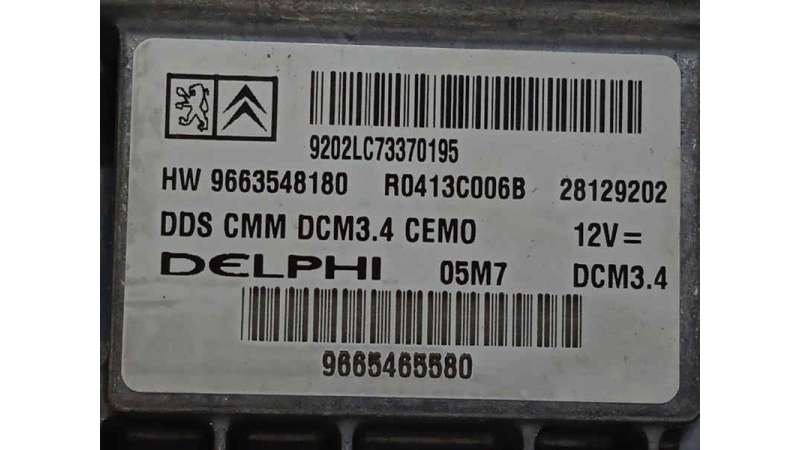 9202LC73370195
HW 9663548180 R0413C006B 28129202
DDS CMM DCM3.4 CEMO 12V=
DELPHI 05M7 DCM3.4
9665465580